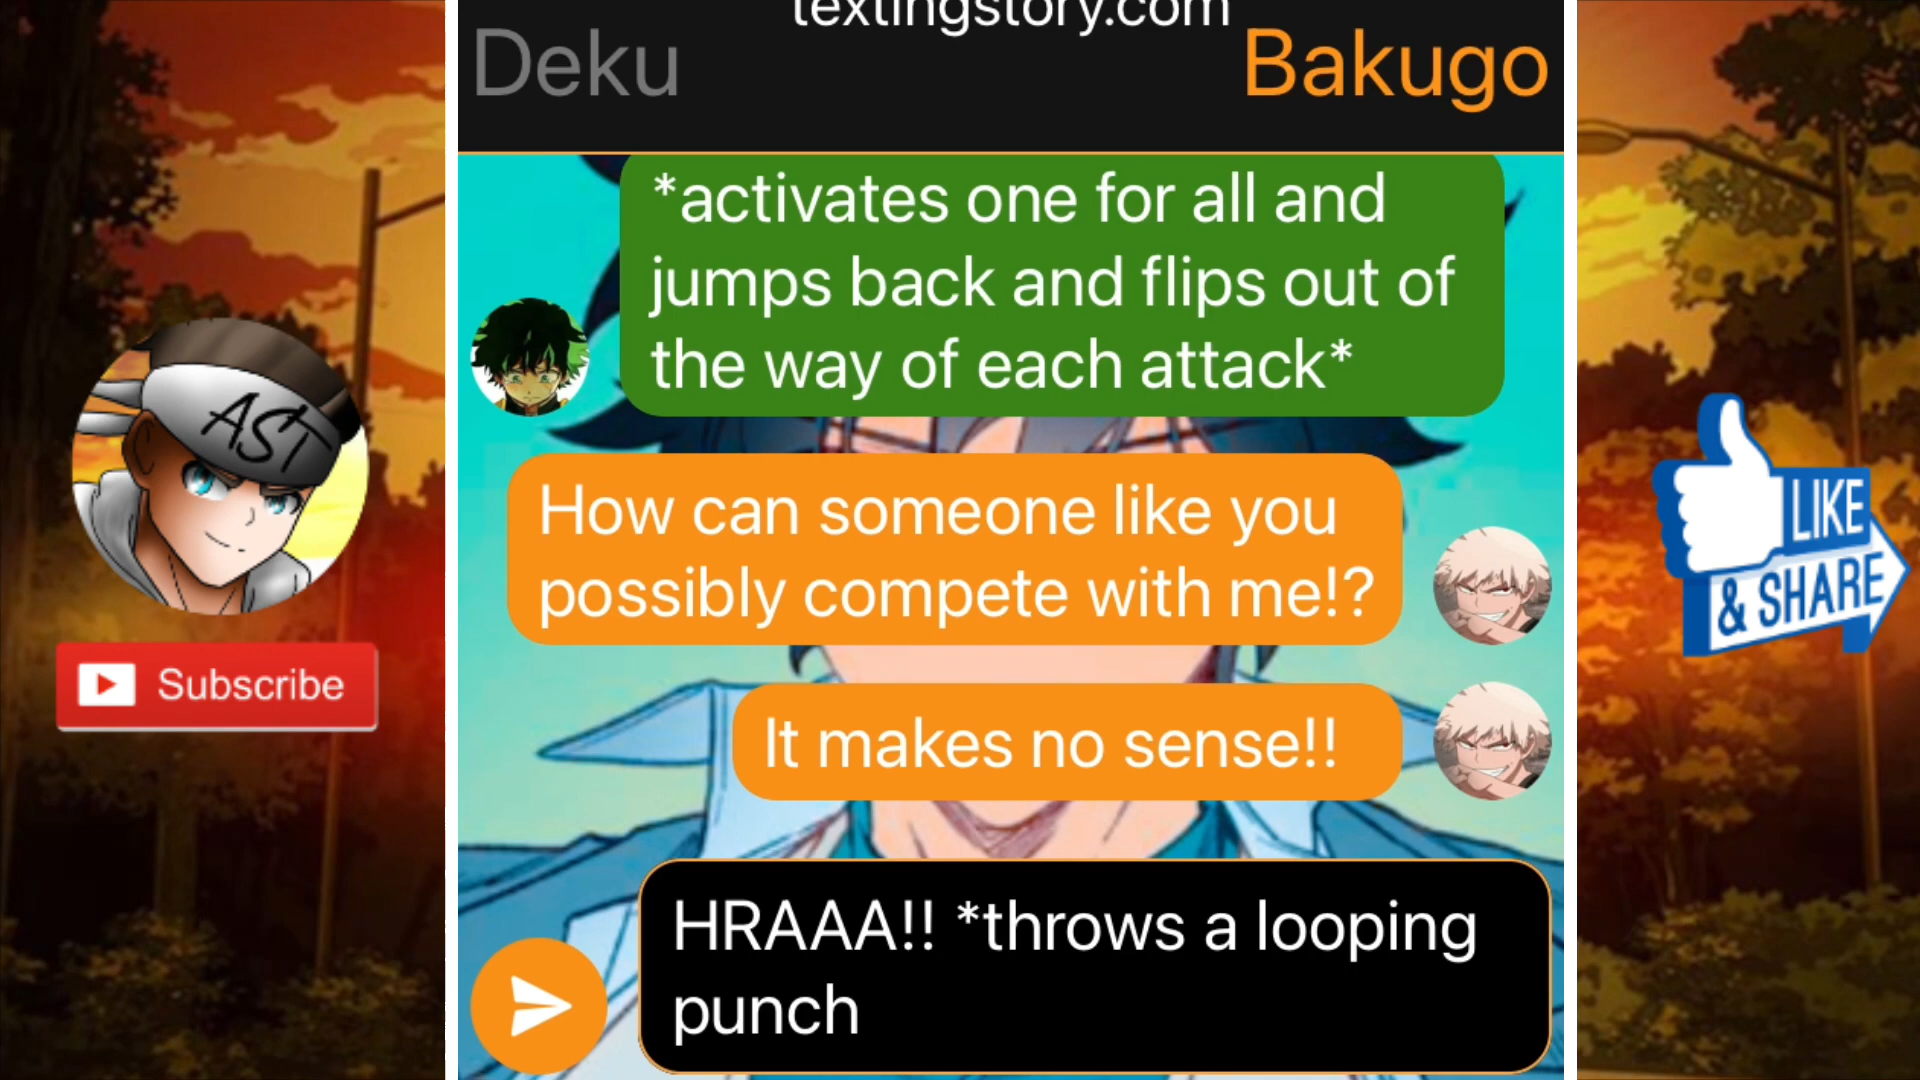 textingstory.com
Deku
Bakugo
*activates one for all and
jumps back and flips out of
the way of each attack*
How can someone like you
possibly compete with me!?
It makes no sense!!
HRAAA!! *throws a looping
punch
AST
Subscribe
LIKE
& SHARE